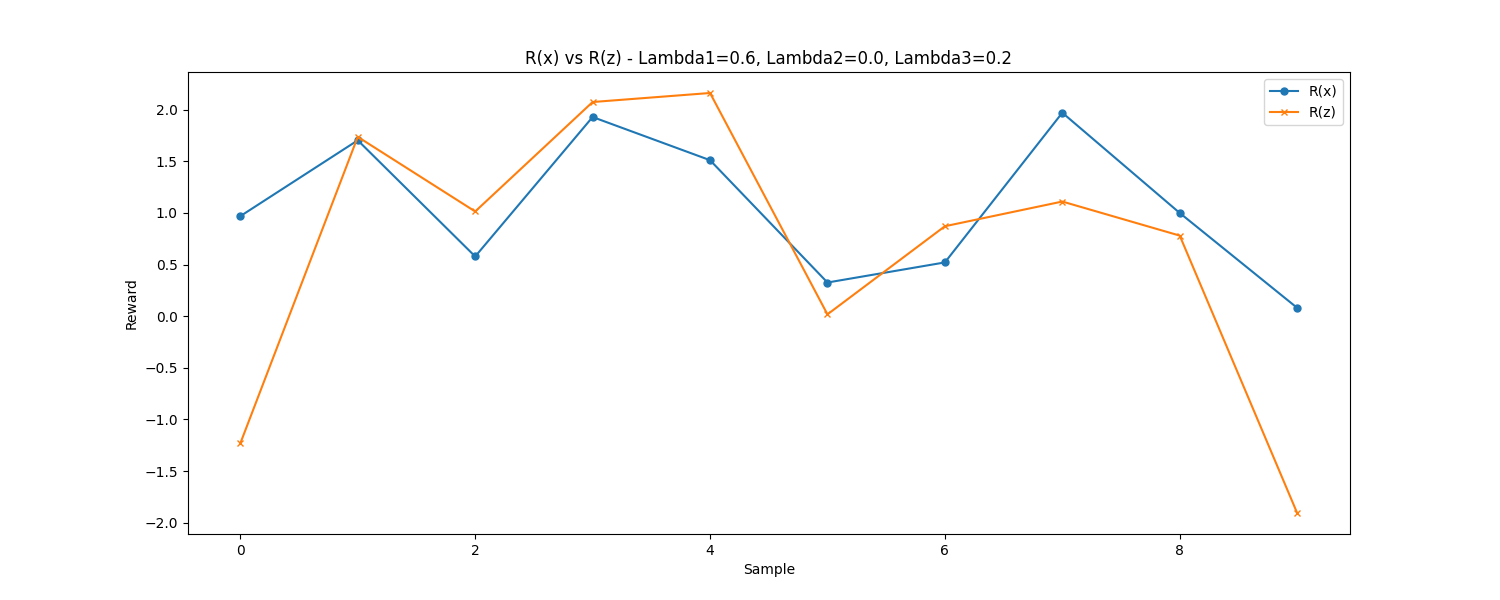 R(x) vs R(z) - Lambda1=0.6, Lambda2=0.0, Lambda3=0.2
R(x)
R(z)
Reward
2.0
1.5
1.0
0.5
0.0
−0.5
−1.0
−1.5
−2.0
0 2 4 6 8
Sample